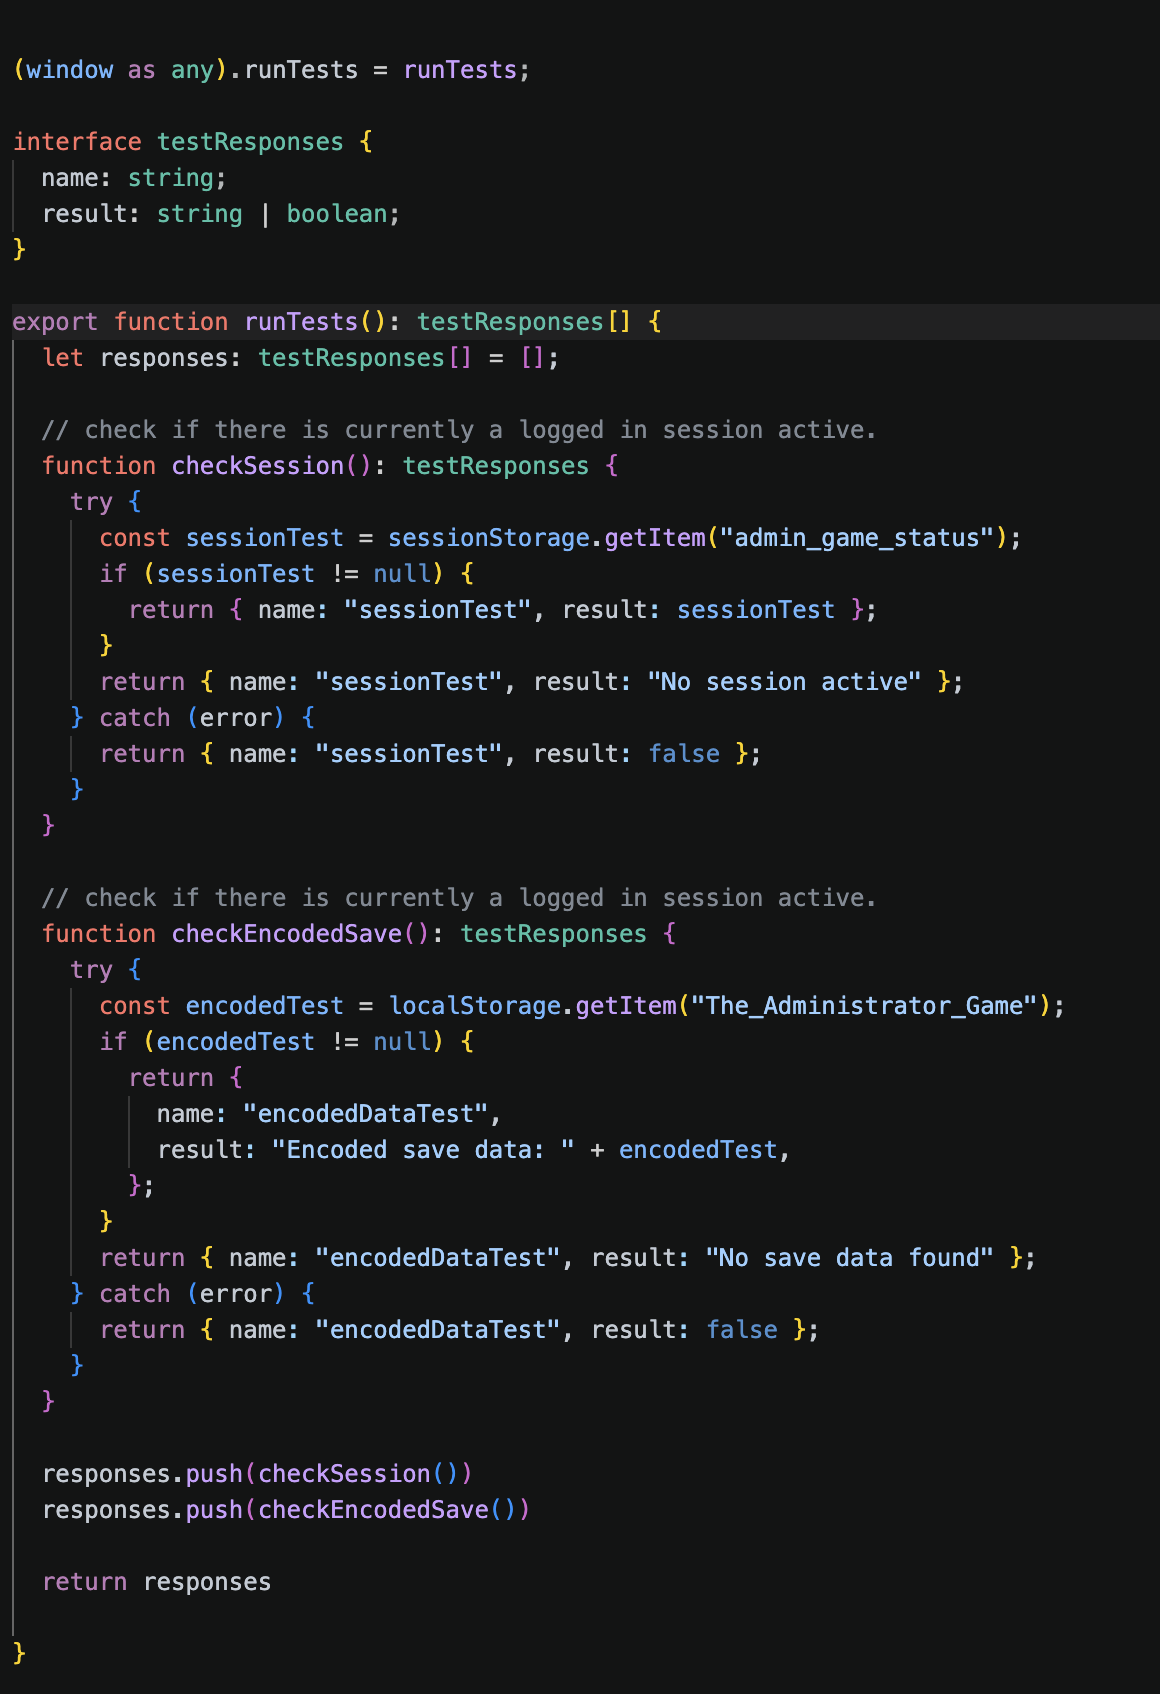 (window as any).runTests = runTests;
interface testResponses {
name: string;
result: string | boolean;
}
export function runTests(): testResponses[] {
let responses: testResponses[] = [];
// check if there is currently a logged in session active.
function checkSession(): testResponses {
try {
const sessionTest = sessionStorage.getItem("admin_game_status");
if (sessionTest != null) {
return { name: "sessionTest", result: sessionTest };
}
return { name: "sessionTest", result: "No session active" };
} catch (error) {
return { name: "sessionTest", result: false };
}
}
// check if there is currently a logged in session active.
function checkEncodedSave(): testResponses {
try {
const encodedTest = localStorage.getItem("The_Administrator_Game");
if (encodedTest != null) {
return {
name: "encodedDataTest",
result: "Encoded save data: " + encodedTest,
};
}
return { name: "encodedDataTest", result: "No save data found" };
} catch (error) {
return { name: "encodedDataTest", result: false };
}
}
responses.push(checkSession())
responses.push(checkEncodedSave())
return responses
}